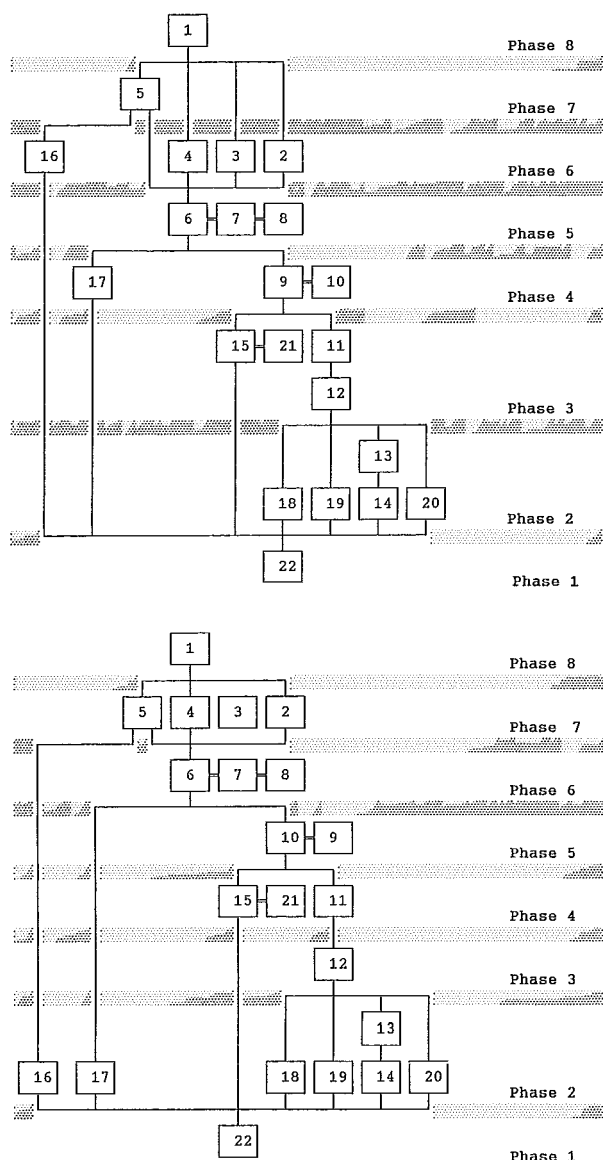 1
Phase 8
5
Phase 7
16 4 3 2
Phase 6
6 7 8
Phase 5
17 9 10
Phase 4
15 21 11
12
Phase 3
13
18 19 14 20
Phase 2
22
Phase 1
1
Phase 8
5 4 3 2
Phase 7
6 7 8
Phase 6
10 9
Phase 5
15 21 11
Phase 4
12
Phase 3
13
16 17 18 19 14 20
Phase 2
22
Phase 1